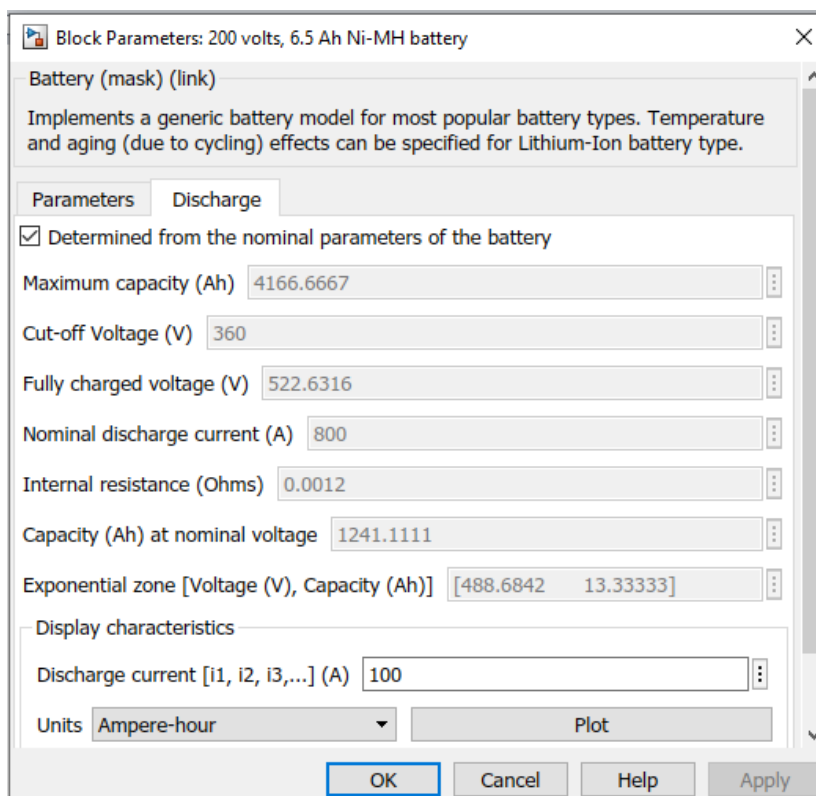 Block Parameters: 200 volts, 6.5 Ah Ni-MH battery
Battery (mask) (link)
Implements a generic battery model for most popular battery types. Temperature
and aging (due to cycling) effects can be specified for Lithium-Ion battery type.
Parameters Discharge
Determined from the nominal parameters of the battery
Maximum capacity (Ah) 4166.6667
Cut-off Voltage (V) 360
Fully charged voltage (V) 522.6316
Nominal discharge current (A) 800
Internal resistance (Ohms) 0.0012
Capacity (Ah) at nominal voltage 1241.1111
Exponential zone [Voltage (V), Capacity (Ah)] [488.6842 13.33333]
Display characteristics
Discharge current [i1, i2, i3,...] (A) 100
Units Ampere-hour Plot
OK Cancel Help Apply